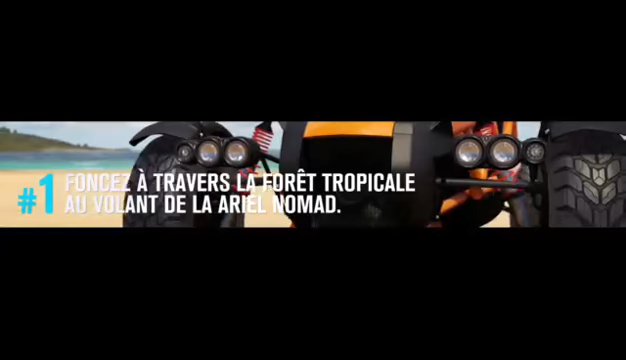 #1 FONCEZ À TRAVERS LA FORÊT TROPICALE
AU VOLANT DE LA ARIEL NOMAD.